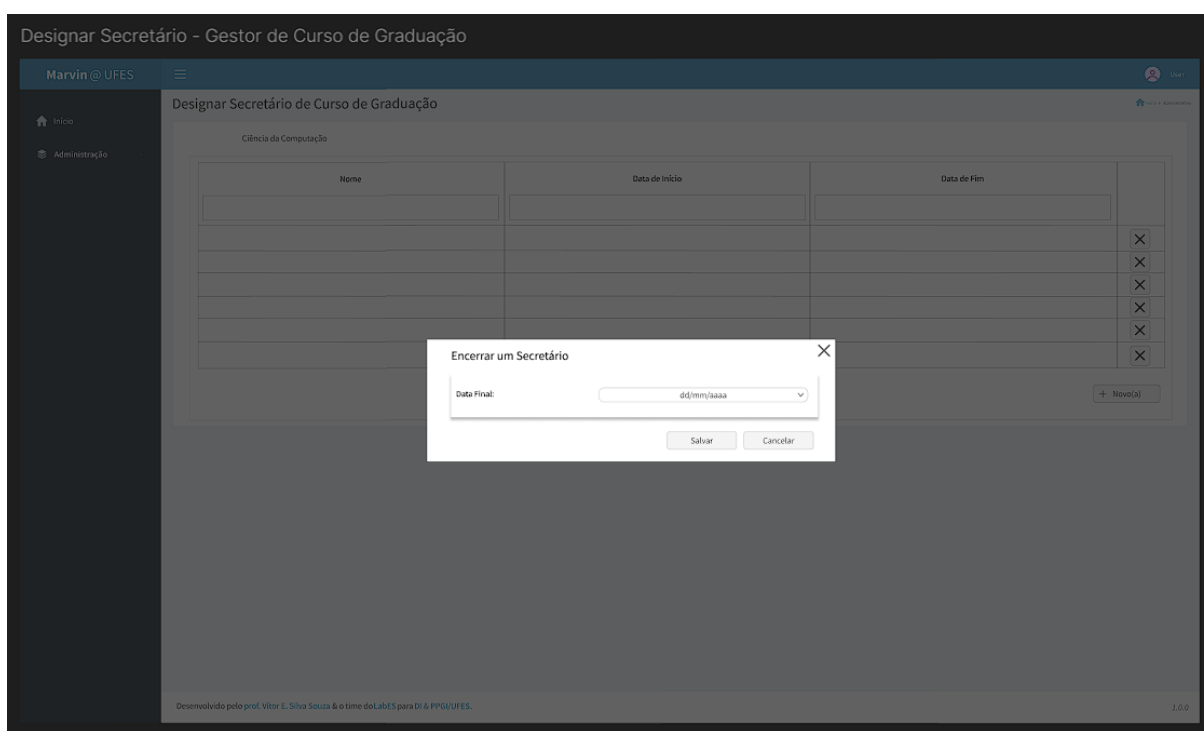 Designar Secretário - Gestor de Curso de Graduação
Marvin @ UFES
User
Designar Secretário de Curso de Graduação
Início
Administração
Ciência da Computação
Nome Data de Início Data de Fim
Encerrar um Secretário
Data Final: dd/mm/aaaa
Salvar Cancelar
+ Novo(a)
Desenvolvido pelo prof. Vítor E. Silva Souza & o time do LabES para DI & PPGI/UFES.
1.0.0